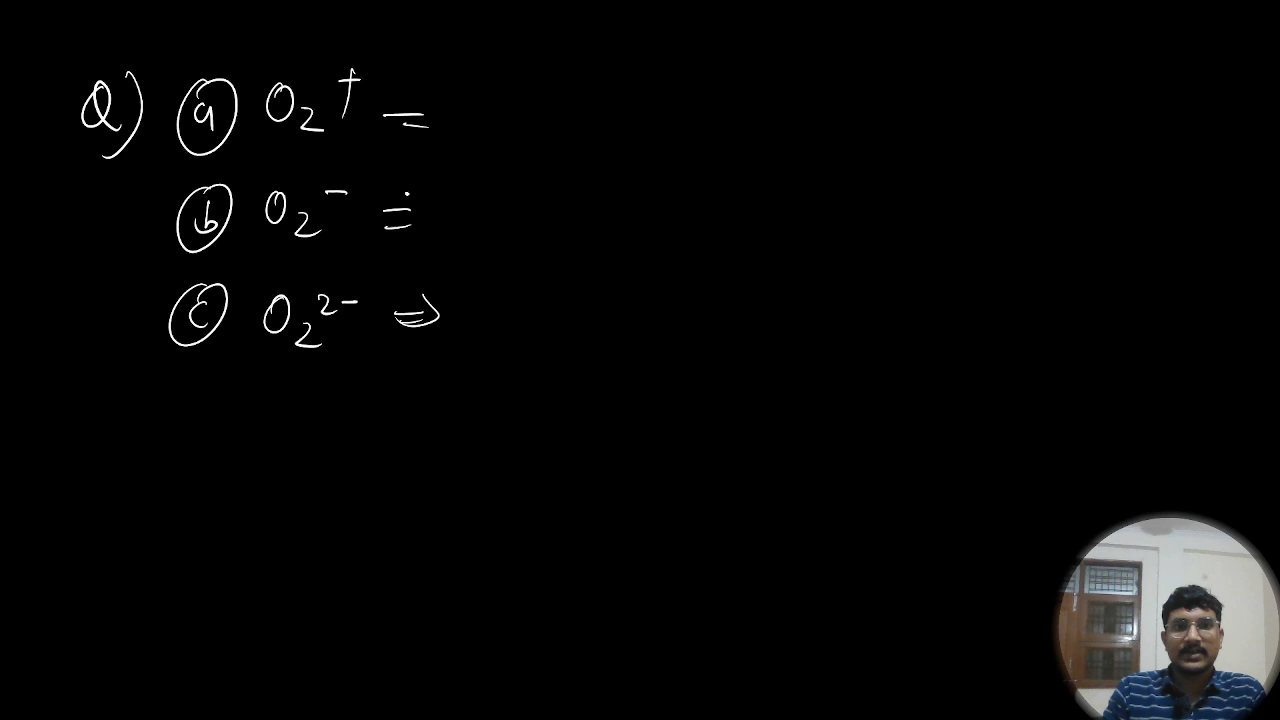 Q) a O₂⁺ =
b O₂⁻ =
c O₂²⁻ ⇒